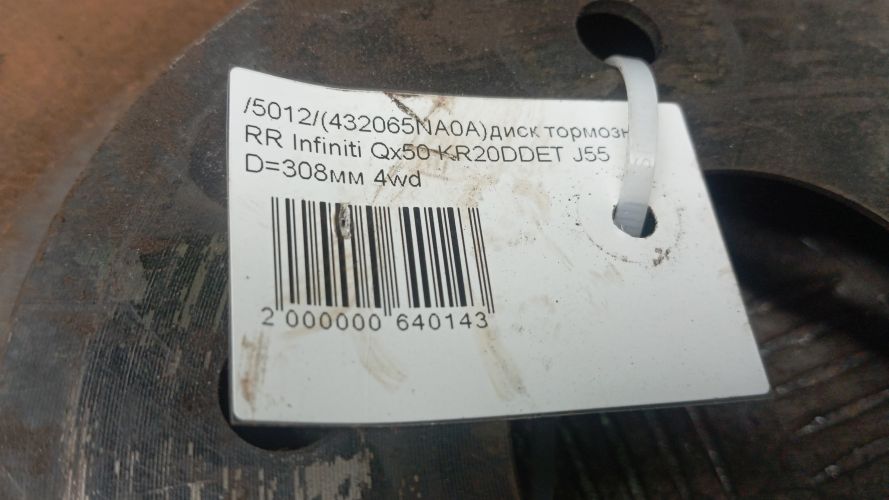 /5012/(432065NA0A)диск тормозн
RR Infiniti Qx50 KR20DDET J55
D=308мм 4wd
2 000000 640143